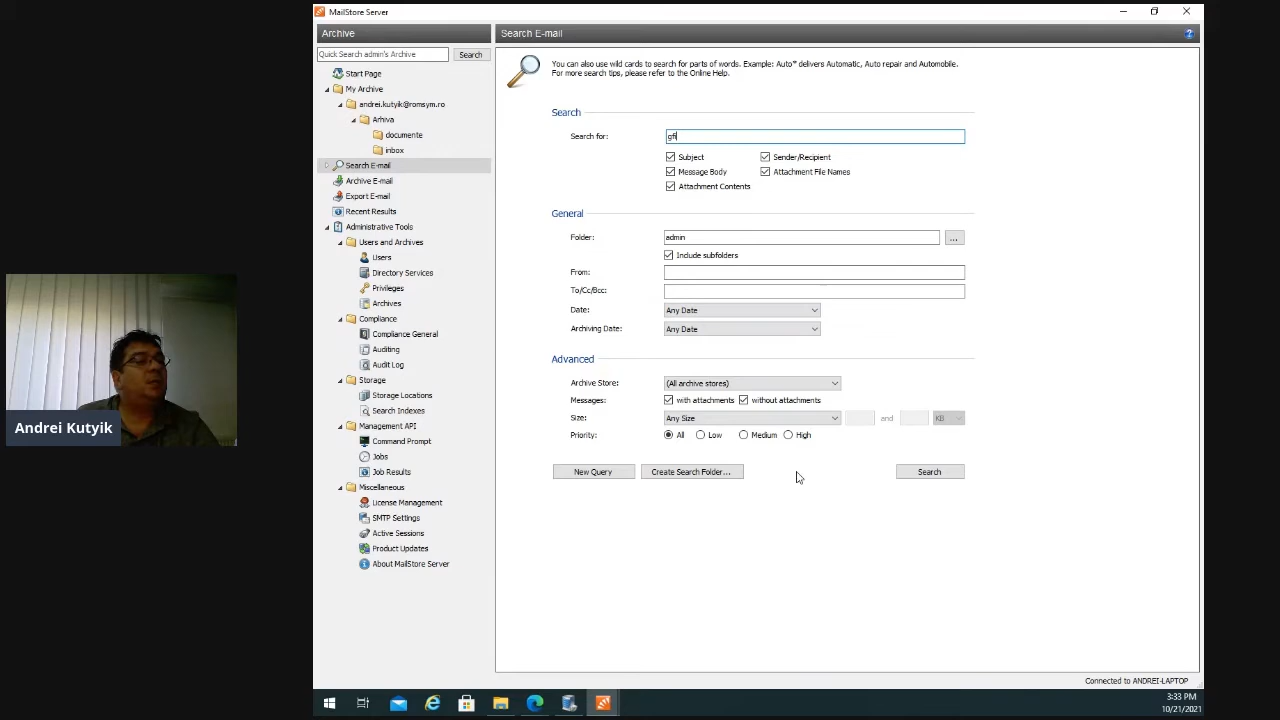 MailStore Server
Archive
Search E-mail
Quick Search admin's Archive
Search
You can also use wild cards to search for parts of words. Example: Auto* delivers Automatic, Auto repair and Automobile.
For more search tips, please refer to the Online Help.
Start Page
My Archive
andrei.kutyik@romsym.ro
Arhiva
documente
inbox
Search E-mail
Archive E-mail
Export E-mail
Recent Results
Administrative Tools
Users and Archives
Users
Directory Services
Privileges
Archives
Compliance
Compliance General
Auditing
Audit Log
Storage
Storage Locations
Search Indexes
Management API
Command Prompt
Jobs
Job Results
Miscellaneous
License Management
SMTP Settings
Active Sessions
Product Updates
About MailStore Server
Search
Search for:
gfi
Subject
Sender/Recipient
Message Body
Attachment File Names
Attachment Contents
General
Folder:
admin
...
Include subfolders
From:
To/Cc/Bcc:
Date:
Any Date
Archiving Date:
Any Date
Advanced
Archive Store:
(All archive stores)
Messages:
with attachments
without attachments
Size:
Any Size
and
KB
Priority:
All
Low
Medium
High
New Query
Create Search Folder...
Search
Andrei Kutyik
Connected to ANDREI-LAPTOP
3:33 PM
10/21/2021